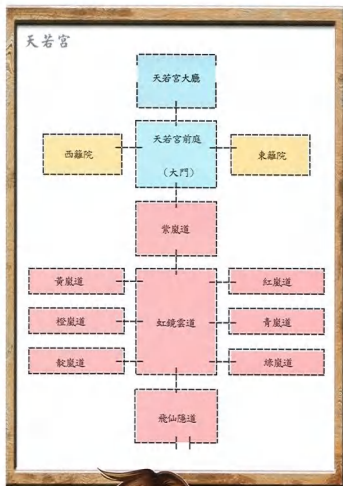 天若宮
天若宮大廳
天若宮前庭
（大門）
西籬院
東籬院
紫嵐道
黃嵐道
紅嵐道
橙嵐道
虹鏡雲道
青嵐道
靛嵐道
綠嵐道
飛仙隱道